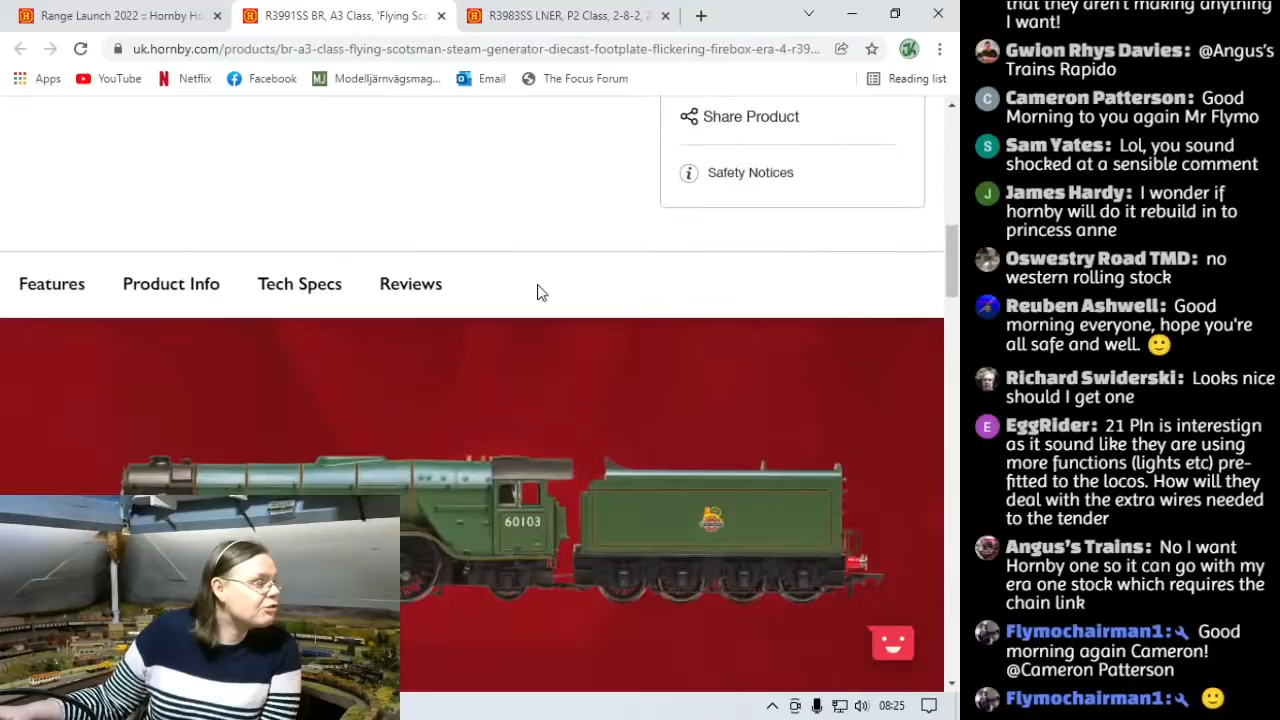 Range Launch 2022 :: Hornby Ho
R3991SS BR, A3 Class, 'Flying Sco
R3983SS LNER, P2 Class, 2-8-2, 2
uk.hornby.com/products/br-a3-class-flying-scotsman-steam-generator-diecast-footplate-flickering-firebox-era-4-r39...
Apps
YouTube
Netflix
Facebook
Modelljärnvägsmag...
Email
The Focus Forum
Reading list
Share Product
Safety Notices
Features
Product Info
Tech Specs
Reviews
60103
08:25
that they aren't making anything
I want!
Gwion Rhys Davies: @Angus's
Trains Rapido
Cameron Patterson: Good
Morning to you again Mr Flymo
Sam Yates: Lol, you sound
shocked at a sensible comment
James Hardy: I wonder if
hornby will do it rebuild in to
princess anne
Oswestry Road TMD: no
western rolling stock
Reuben Ashwell: Good
morning everyone, hope you're
all safe and well. 🙂
Richard Swiderski: Looks nice
should I get one
EggRider: 21 PIn is interestign
as it sound like they are using
more functions (lights etc) pre-
fitted to the locos. How will they
deal with the extra wires needed
to the tender
Angus's Trains: No I want
Hornby one so it can go with my
era one stock which requires the
chain link
Flymochairman1: Good
morning again Cameron!
@Cameron Patterson
Flymochairman1: 🙂